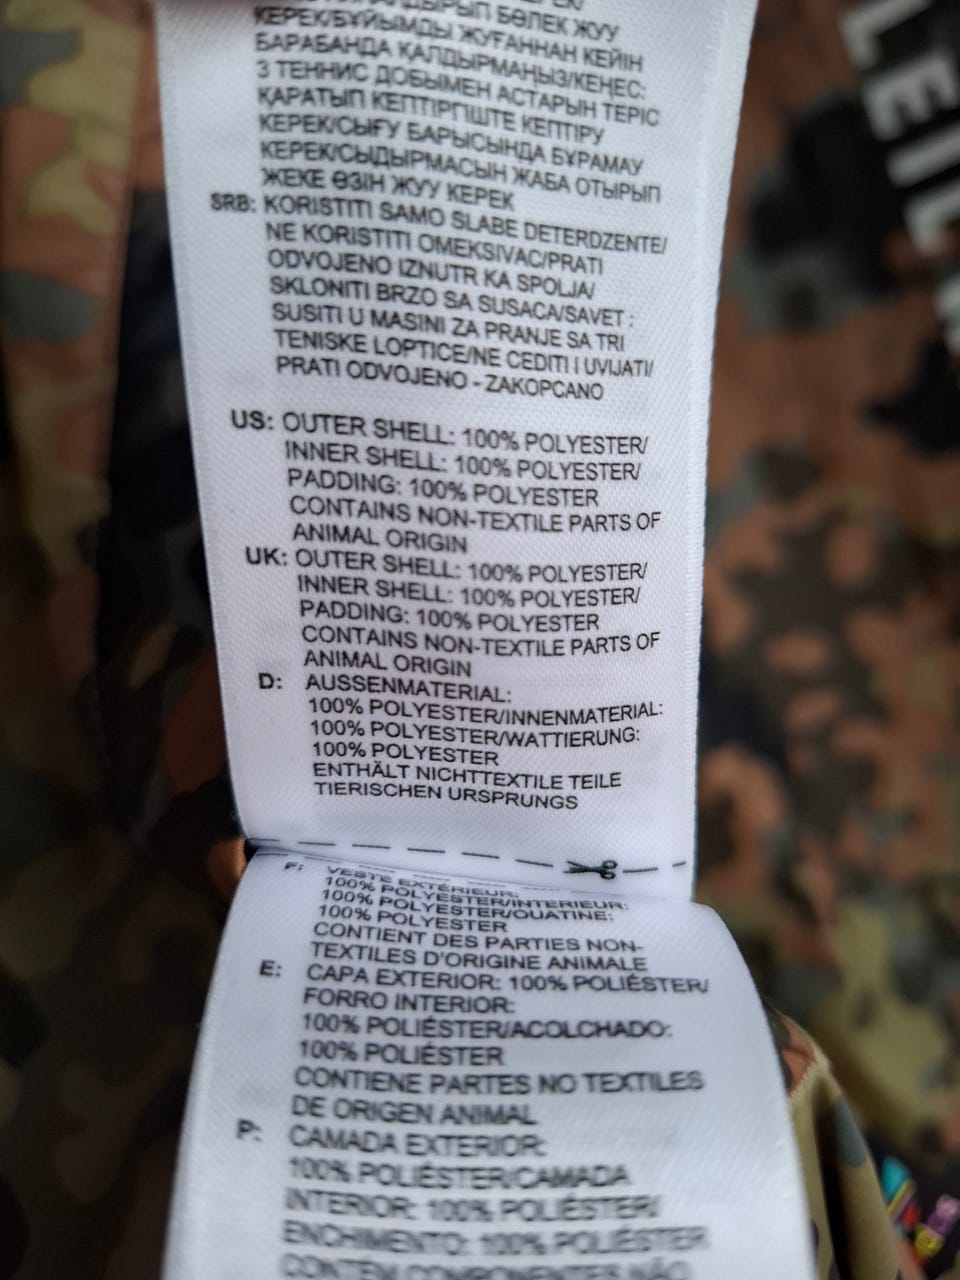 БӨЛЕК ЖУУ
КЕРЕК/БҰЙЫМДЫ ЖУҒАННАН КЕЙІН
БАРАБАНДА ҚАЛДЫРМАҢЫЗ/КЕҢЕС:
3 ТЕННИС ДОБЫМЕН АСТАРЫН ТЕРІС
ҚАРАТЫП КЕПТІРГІШТЕ КЕПТІРУ
КЕРЕК/СЫҒУ БАРЫСЫНДА БҰРАМАУ
КЕРЕК/СЫДЫРМАСЫН ЖАБА ОТЫРЫП
ЖЕКЕ ӨЗІН ЖУУ КЕРЕК
SRB: KORISTITI SAMO SLABE DETERDZENTE/
NE KORISTITI OMEKSIVAC/PRATI
ODVOJENO IZNUTR KA SPOLJA/
SKLONITI BRZO SA SUSACA/SAVET :
SUSITI U MASINI ZA PRANJE SA TRI
TENISKE LOPTICE/NE CEDITI I UVIJATI/
PRATI ODVOJENO - ZAKOPCANO
US: OUTER SHELL: 100% POLYESTER/
INNER SHELL: 100% POLYESTER/
PADDING: 100% POLYESTER
CONTAINS NON-TEXTILE PARTS OF
ANIMAL ORIGIN
UK: OUTER SHELL: 100% POLYESTER/
INNER SHELL: 100% POLYESTER/
PADDING: 100% POLYESTER
CONTAINS NON-TEXTILE PARTS OF
ANIMAL ORIGIN
D: AUSSENMATERIAL:
100% POLYESTER/INNENMATERIAL:
100% POLYESTER/WATTIERUNG:
100% POLYESTER
ENTHÄLT NICHTTEXTILE TEILE
TIERISCHEN URSPRUNGS
F: VESTE EXTÉRIEUR:
100% POLYESTER/INTERIEUR:
100% POLYESTER/OUATINE:
100% POLYESTER
CONTIENT DES PARTIES NON-
TEXTILES D'ORIGINE ANIMALE
E: CAPA EXTERIOR: 100% POLIÉSTER/
FORRO INTERIOR:
100% POLIÉSTER/ACOLCHADO:
100% POLIÉSTER
CONTIENE PARTES NO TEXTILES
DE ORIGEN ANIMAL
P: CAMADA EXTERIOR:
100% POLIÉSTER/CAMADA
INTERIOR: 100% POLIÉSTER/
ENCHIMENTO: 100% POLIÉSTER
CONTEM COMPONENTES NÃO